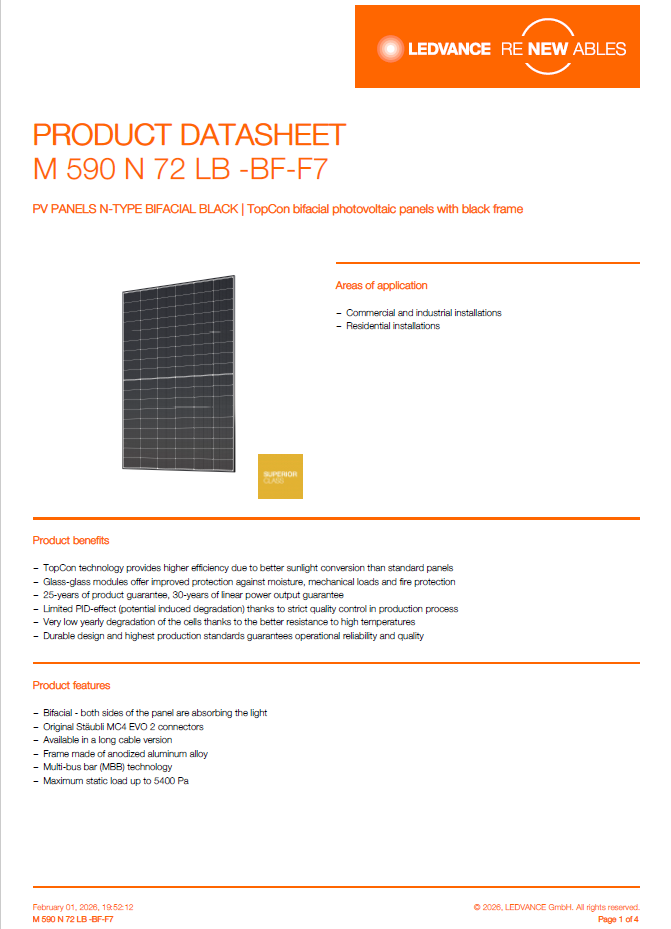 LEDVANCE RE NEW ABLES
PRODUCT DATASHEET
M 590 N 72 LB -BF-F7
PV PANELS N-TYPE BIFACIAL BLACK | TopCon bifacial photovoltaic panels with black frame
Areas of application
– Commercial and industrial installations
– Residential installations
SUPERIOR
CLASS
Product benefits
– TopCon technology provides higher efficiency due to better sunlight conversion than standard panels
– Glass-glass modules offer improved protection against moisture, mechanical loads and fire protection
– 25-years of product guarantee, 30-years of linear power output guarantee
– Limited PID-effect (potential induced degradation) thanks to strict quality control in production process
– Very low yearly degradation of the cells thanks to the better resistance to high temperatures
– Durable design and highest production standards guarantees operational reliability and quality
Product features
– Bifacial - both sides of the panel are absorbing the light
– Original Stäubli MC4 EVO 2 connectors
– Available in a long cable version
– Frame made of anodized aluminum alloy
– Multi-bus bar (MBB) technology
– Maximum static load up to 5400 Pa
February 01, 2026, 19:52:12
© 2026, LEDVANCE GmbH. All rights reserved.
M 590 N 72 LB -BF-F7
Page 1 of 4